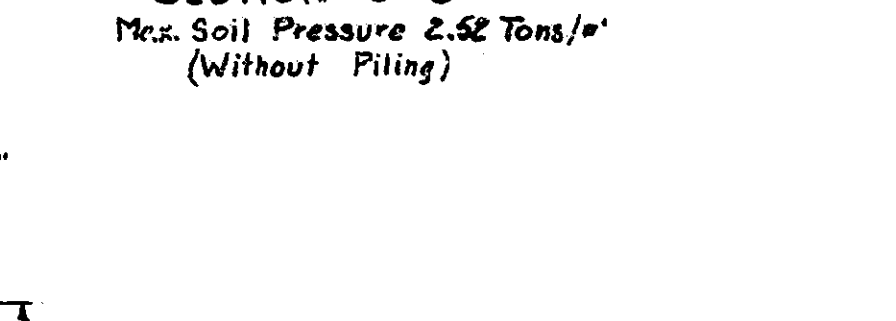 Max. Soil Pressure 2.52 Tons/□'
(Without Piling)